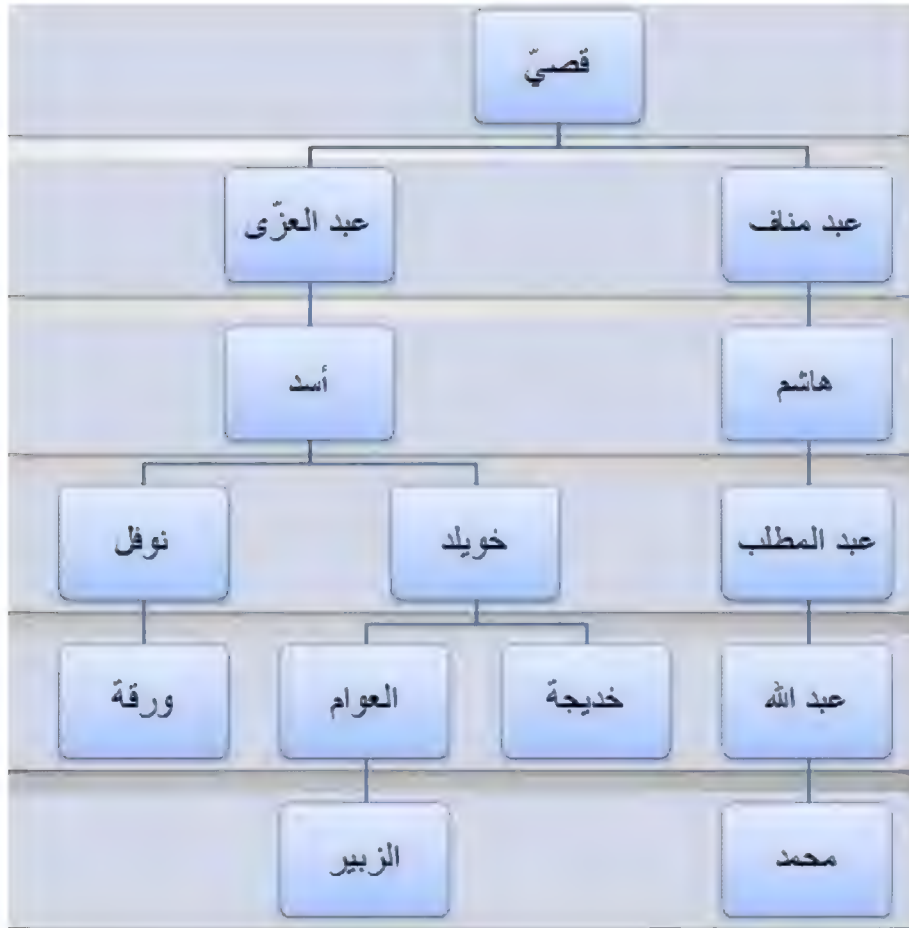 قصيّ
عبد مناف
عبد العزّى
هاشم
أسد
عبد المطلب
خويلد
نوفل
عبد الله
خديجة
العوام
ورقة
محمد
الزبير